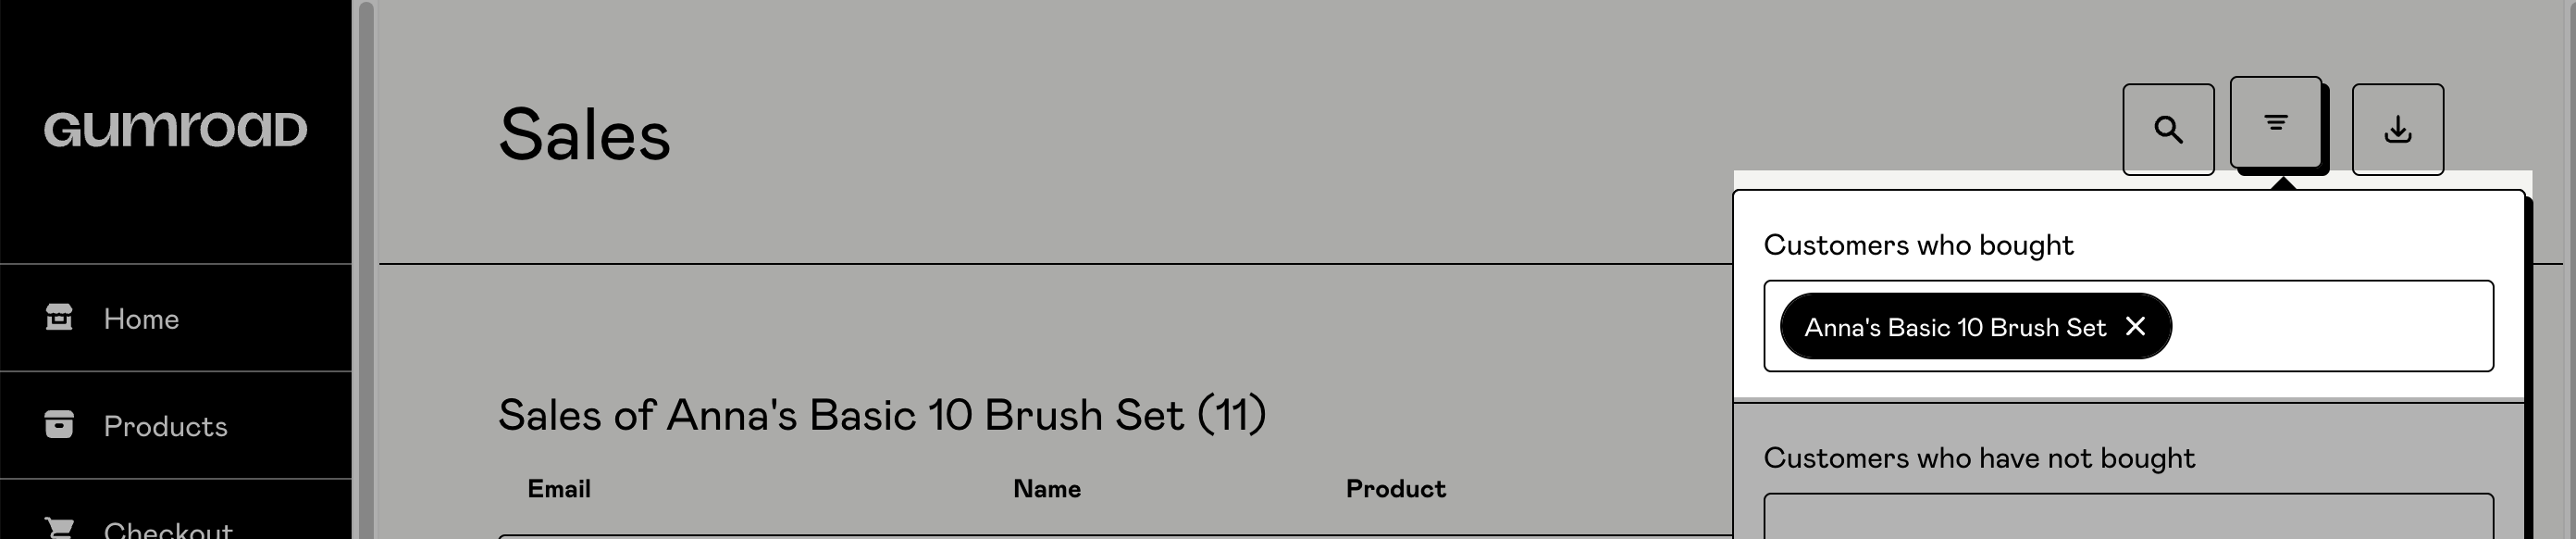 GUMROAD
Home
Products
Checkout
Sales
Sales of Anna's Basic 10 Brush Set (11)
Email Name Product
Customers who bought
Anna's Basic 10 Brush Set
Customers who have not bought